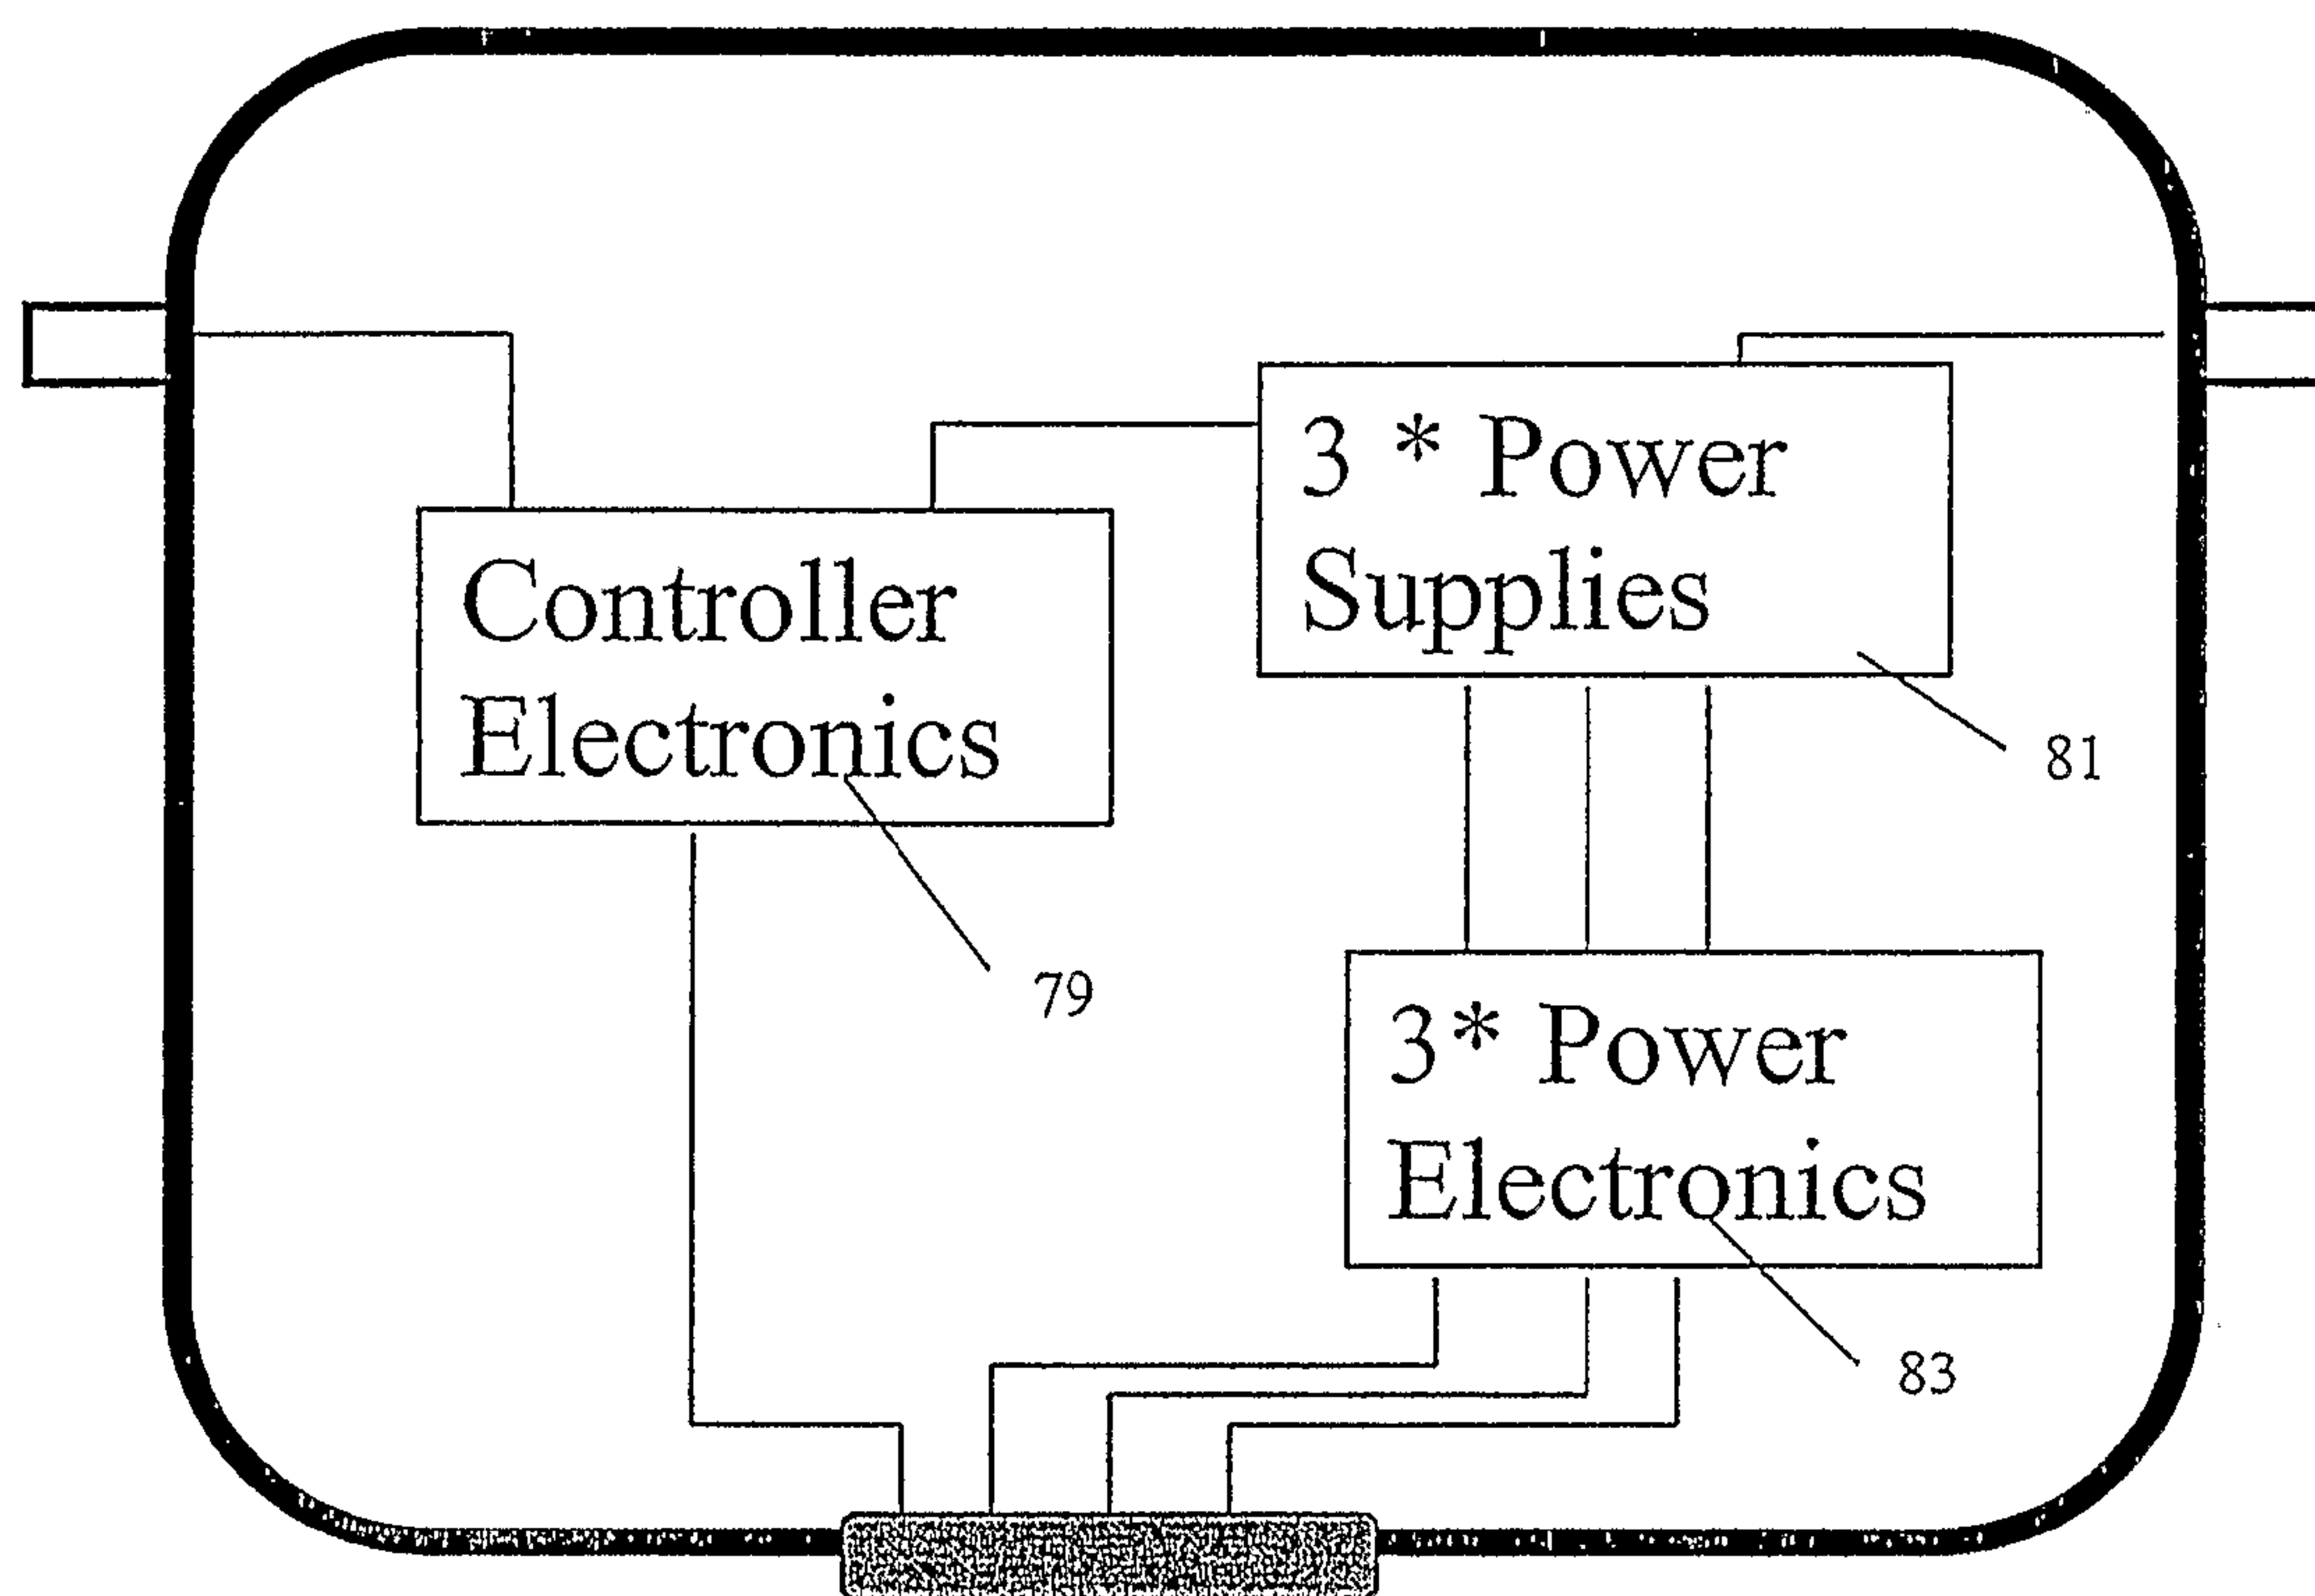 3 * Power
Supplies
81
Controller
Electronics
79
3* Power
Electronics
83